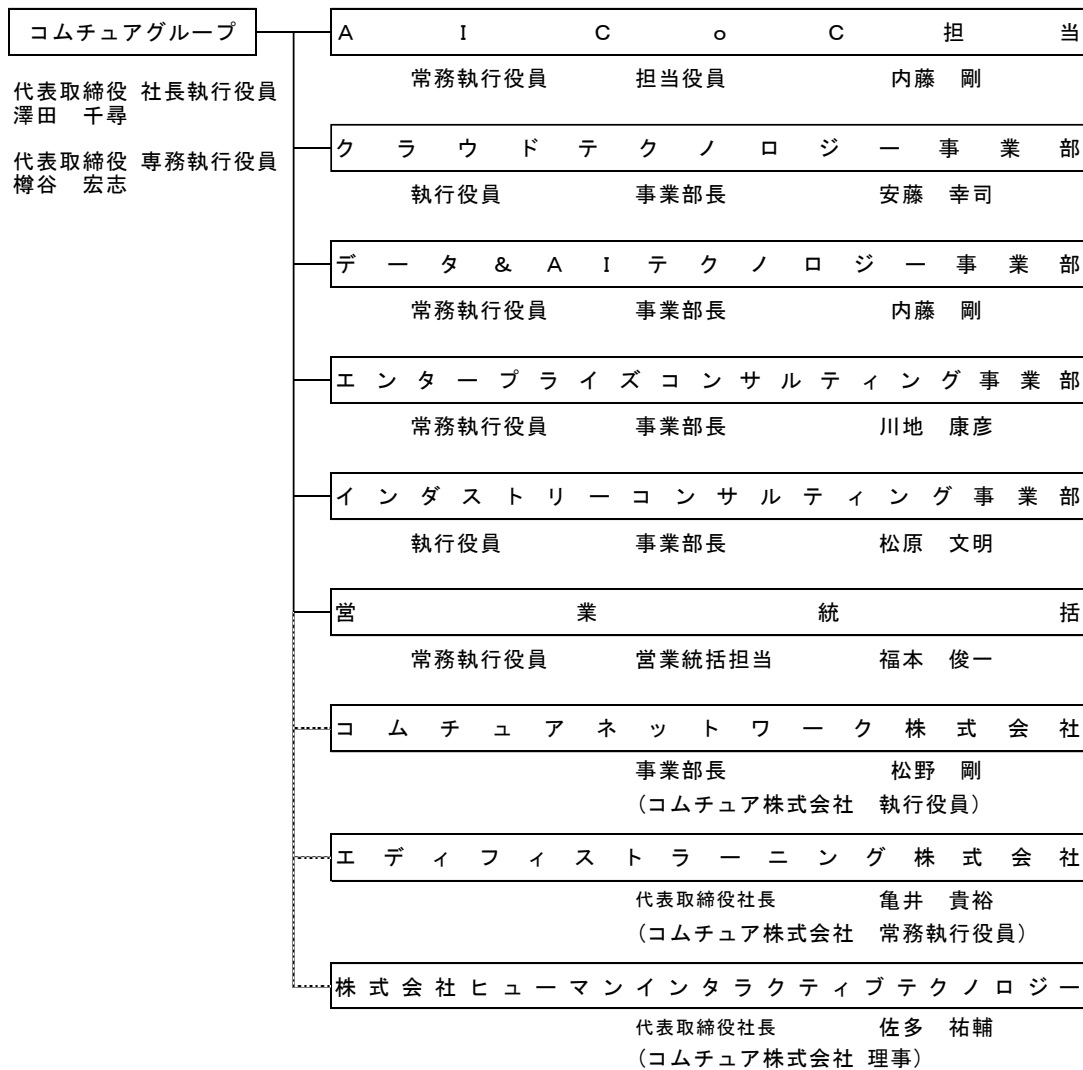 コムチュアグループ
代表取締役 社長執行役員
澤田 千尋
代表取締役 専務執行役員
樽谷 宏志
AICoC担当
常務執行役員 担当役員 内藤 剛
クラウドテクノロジー事業部
執行役員 事業部長 安藤 幸司
データ&AIテクノロジー事業部
常務執行役員 事業部長 内藤 剛
エンタープライズコンサルティング事業部
常務執行役員 事業部長 川地 康彦
インダストリーコンサルティング事業部
執行役員 事業部長 松原 文明
営業統括
常務執行役員 営業統括担当 福本 俊一
コムチュアネットワーク株式会社
事業部長 松野 剛
(コムチュア株式会社 執行役員)
エディフィストラーニング株式会社
代表取締役社長 亀井 貴裕
(コムチュア株式会社 常務執行役員)
株式会社ヒューマンインタラクティブテクノロジー
代表取締役社長 佐多 祐輔
(コムチュア株式会社 理事)